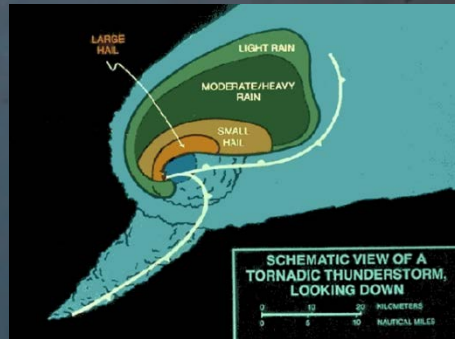 LARGE
HAIL
LIGHT RAIN
MODERATE/HEAVY
RAIN
SMALL
HAIL
SCHEMATIC VIEW OF A
TORNADIC THUNDERSTORM,
LOOKING DOWN
0 10 20 KILOMETERS
0 5 10 NAUTICAL MILES